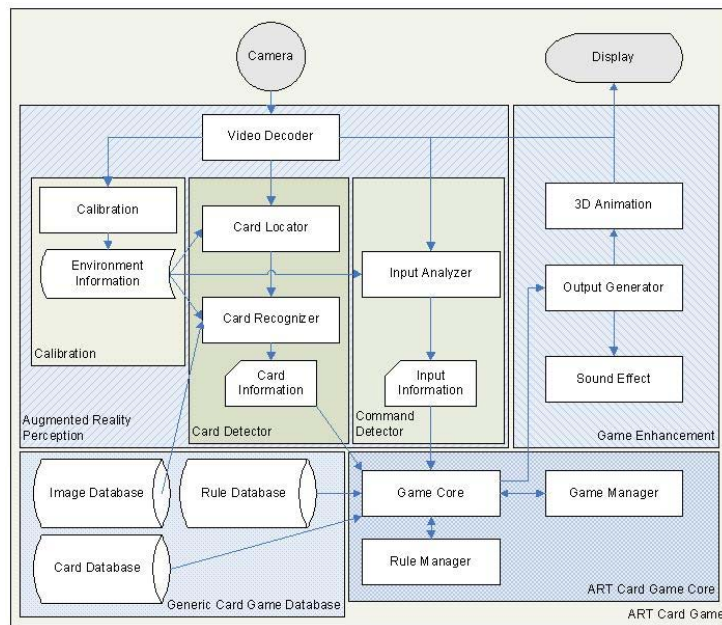 Camera
Display
Video Decoder
Calibration
Card Locator
3D Animation
Environment
Information
Input Analyzer
Output Generator
Card Recognizer
Calibration
Card
Information
Input
Information
Sound Effect
Augmented Reality
Perception
Card Detector
Command
Detector
Game Enhancement
Image Database
Rule Database
Game Core
Game Manager
Card Database
Rule Manager
Generic Card Game Database
ART Card Game Core
ART Card Game